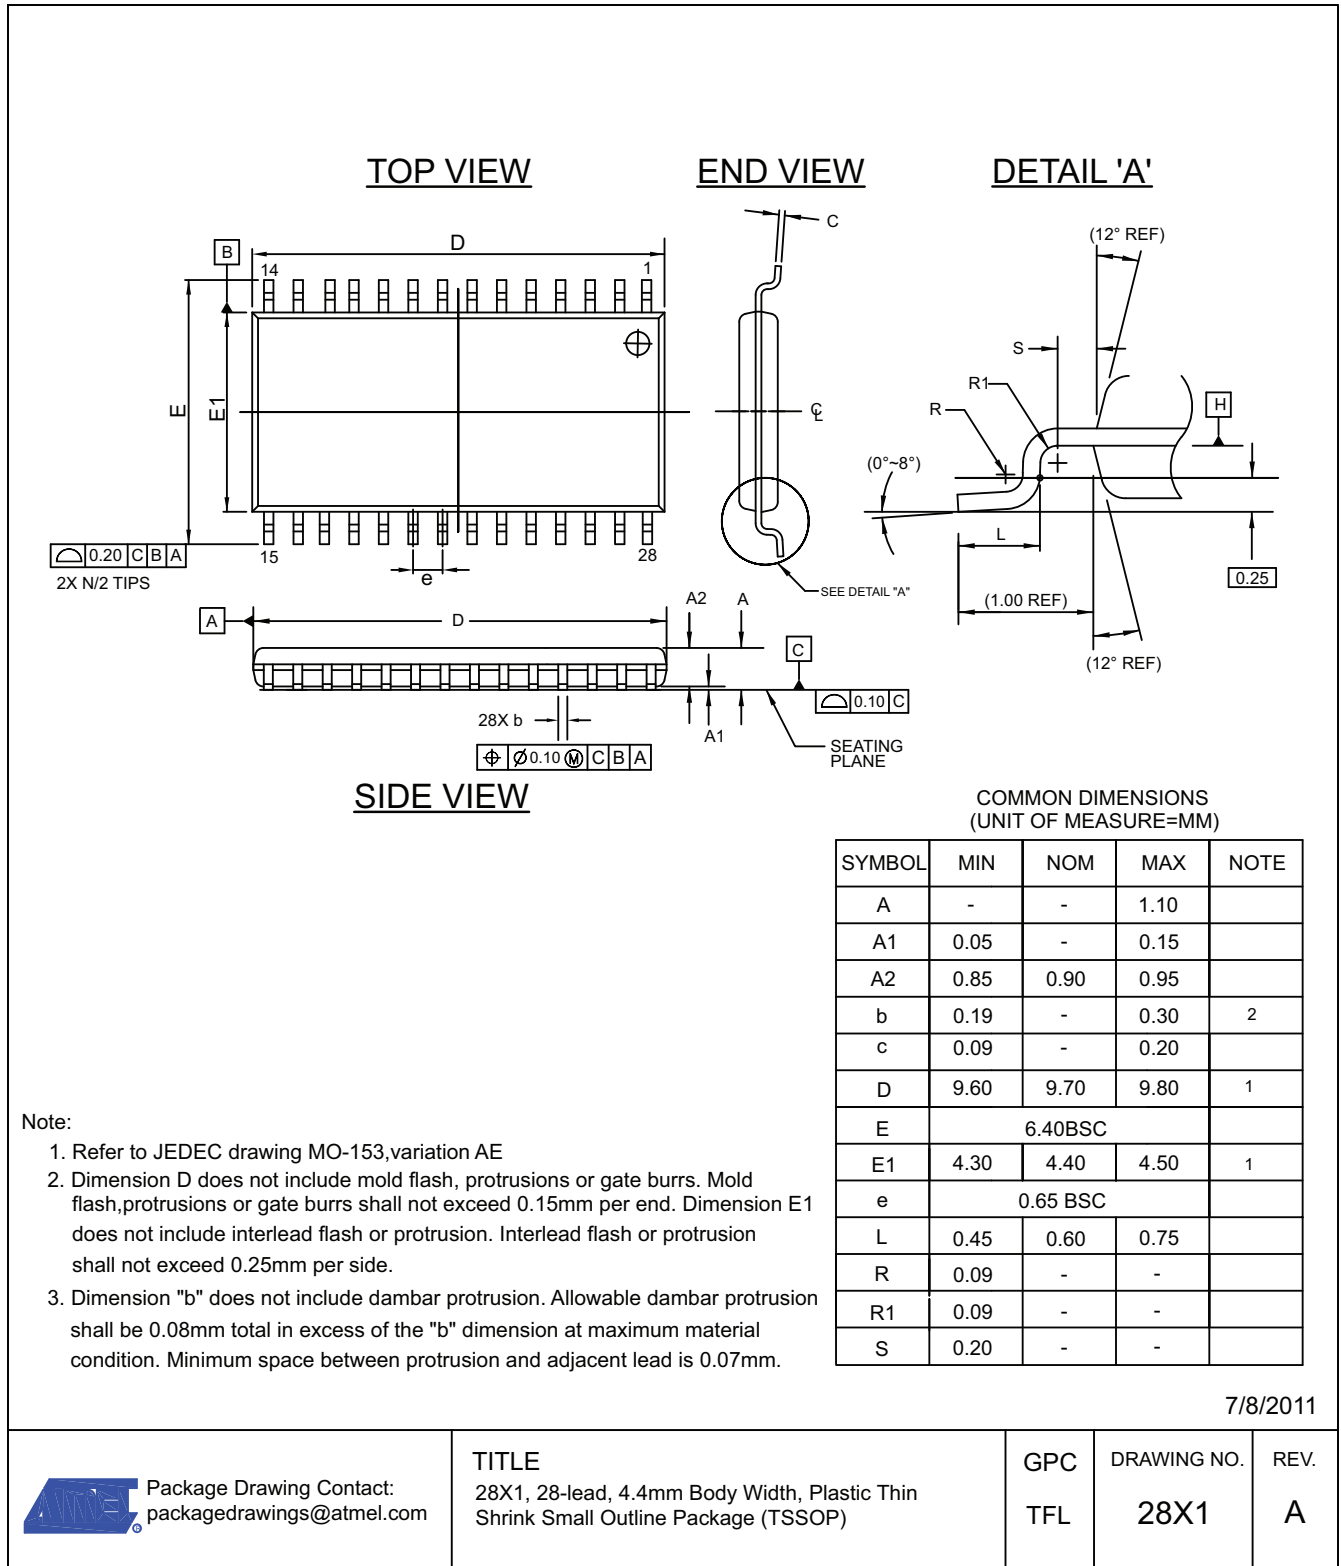 TOP VIEW
END VIEW
DETAIL 'A'
B
D
14
1
E
E1
15
28
e
0.20 C B A
2X N/2 TIPS
C
C
L
SEE DETAIL "A"
(12° REF)
S
R1
R
H
(0°~8°)
L
0.25
(1.00 REF)
(12° REF)
A
D
A2
A
C
0.10 C
28X b
A1
⌖ Ø0.10 Ⓜ C B A
SEATING
PLANE
SIDE VIEW
COMMON DIMENSIONS
(UNIT OF MEASURE=MM)
SYMBOL MIN NOM MAX NOTE
A - - 1.10
A1 0.05 - 0.15
A2 0.85 0.90 0.95
b 0.19 - 0.30 2
c 0.09 - 0.20
D 9.60 9.70 9.80 1
E 6.40BSC
E1 4.30 4.40 4.50 1
e 0.65 BSC
L 0.45 0.60 0.75
R 0.09 - -
R1 0.09 - -
S 0.20 - -
Note:
1. Refer to JEDEC drawing MO-153,variation AE
2. Dimension D does not include mold flash, protrusions or gate burrs. Mold
flash,protrusions or gate burrs shall not exceed 0.15mm per end. Dimension E1
does not include interlead flash or protrusion. Interlead flash or protrusion
shall not exceed 0.25mm per side.
3. Dimension "b" does not include dambar protrusion. Allowable dambar protrusion
shall be 0.08mm total in excess of the "b" dimension at maximum material
condition. Minimum space between protrusion and adjacent lead is 0.07mm.
7/8/2011
ATMEL ®
Package Drawing Contact:
packagedrawings@atmel.com
TITLE
28X1, 28-lead, 4.4mm Body Width, Plastic Thin
Shrink Small Outline Package (TSSOP)
GPC
TFL
DRAWING NO.
28X1
REV.
A